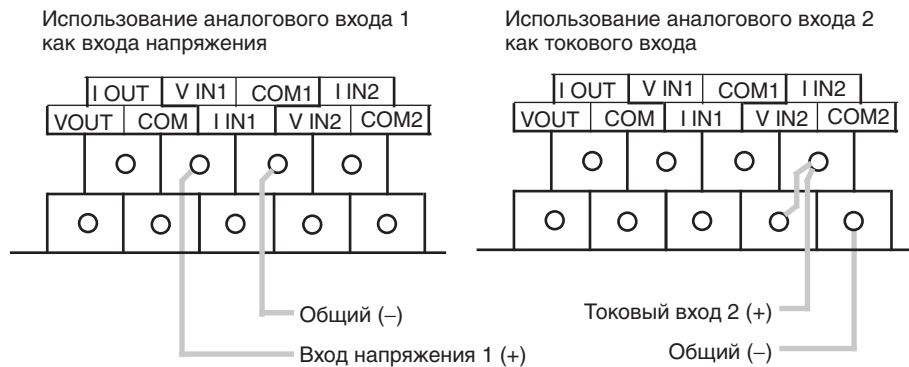 Использование аналогового входа 1
как входа напряжения
I OUT V IN1 COM1 I IN2
VOUT COM I IN1 V IN2 COM2
Общий (–)
Вход напряжения 1 (+)
Использование аналогового входа 2
как токового входа
I OUT V IN1 COM1 I IN2
VOUT COM I IN1 V IN2 COM2
Токовый вход 2 (+)
Общий (–)